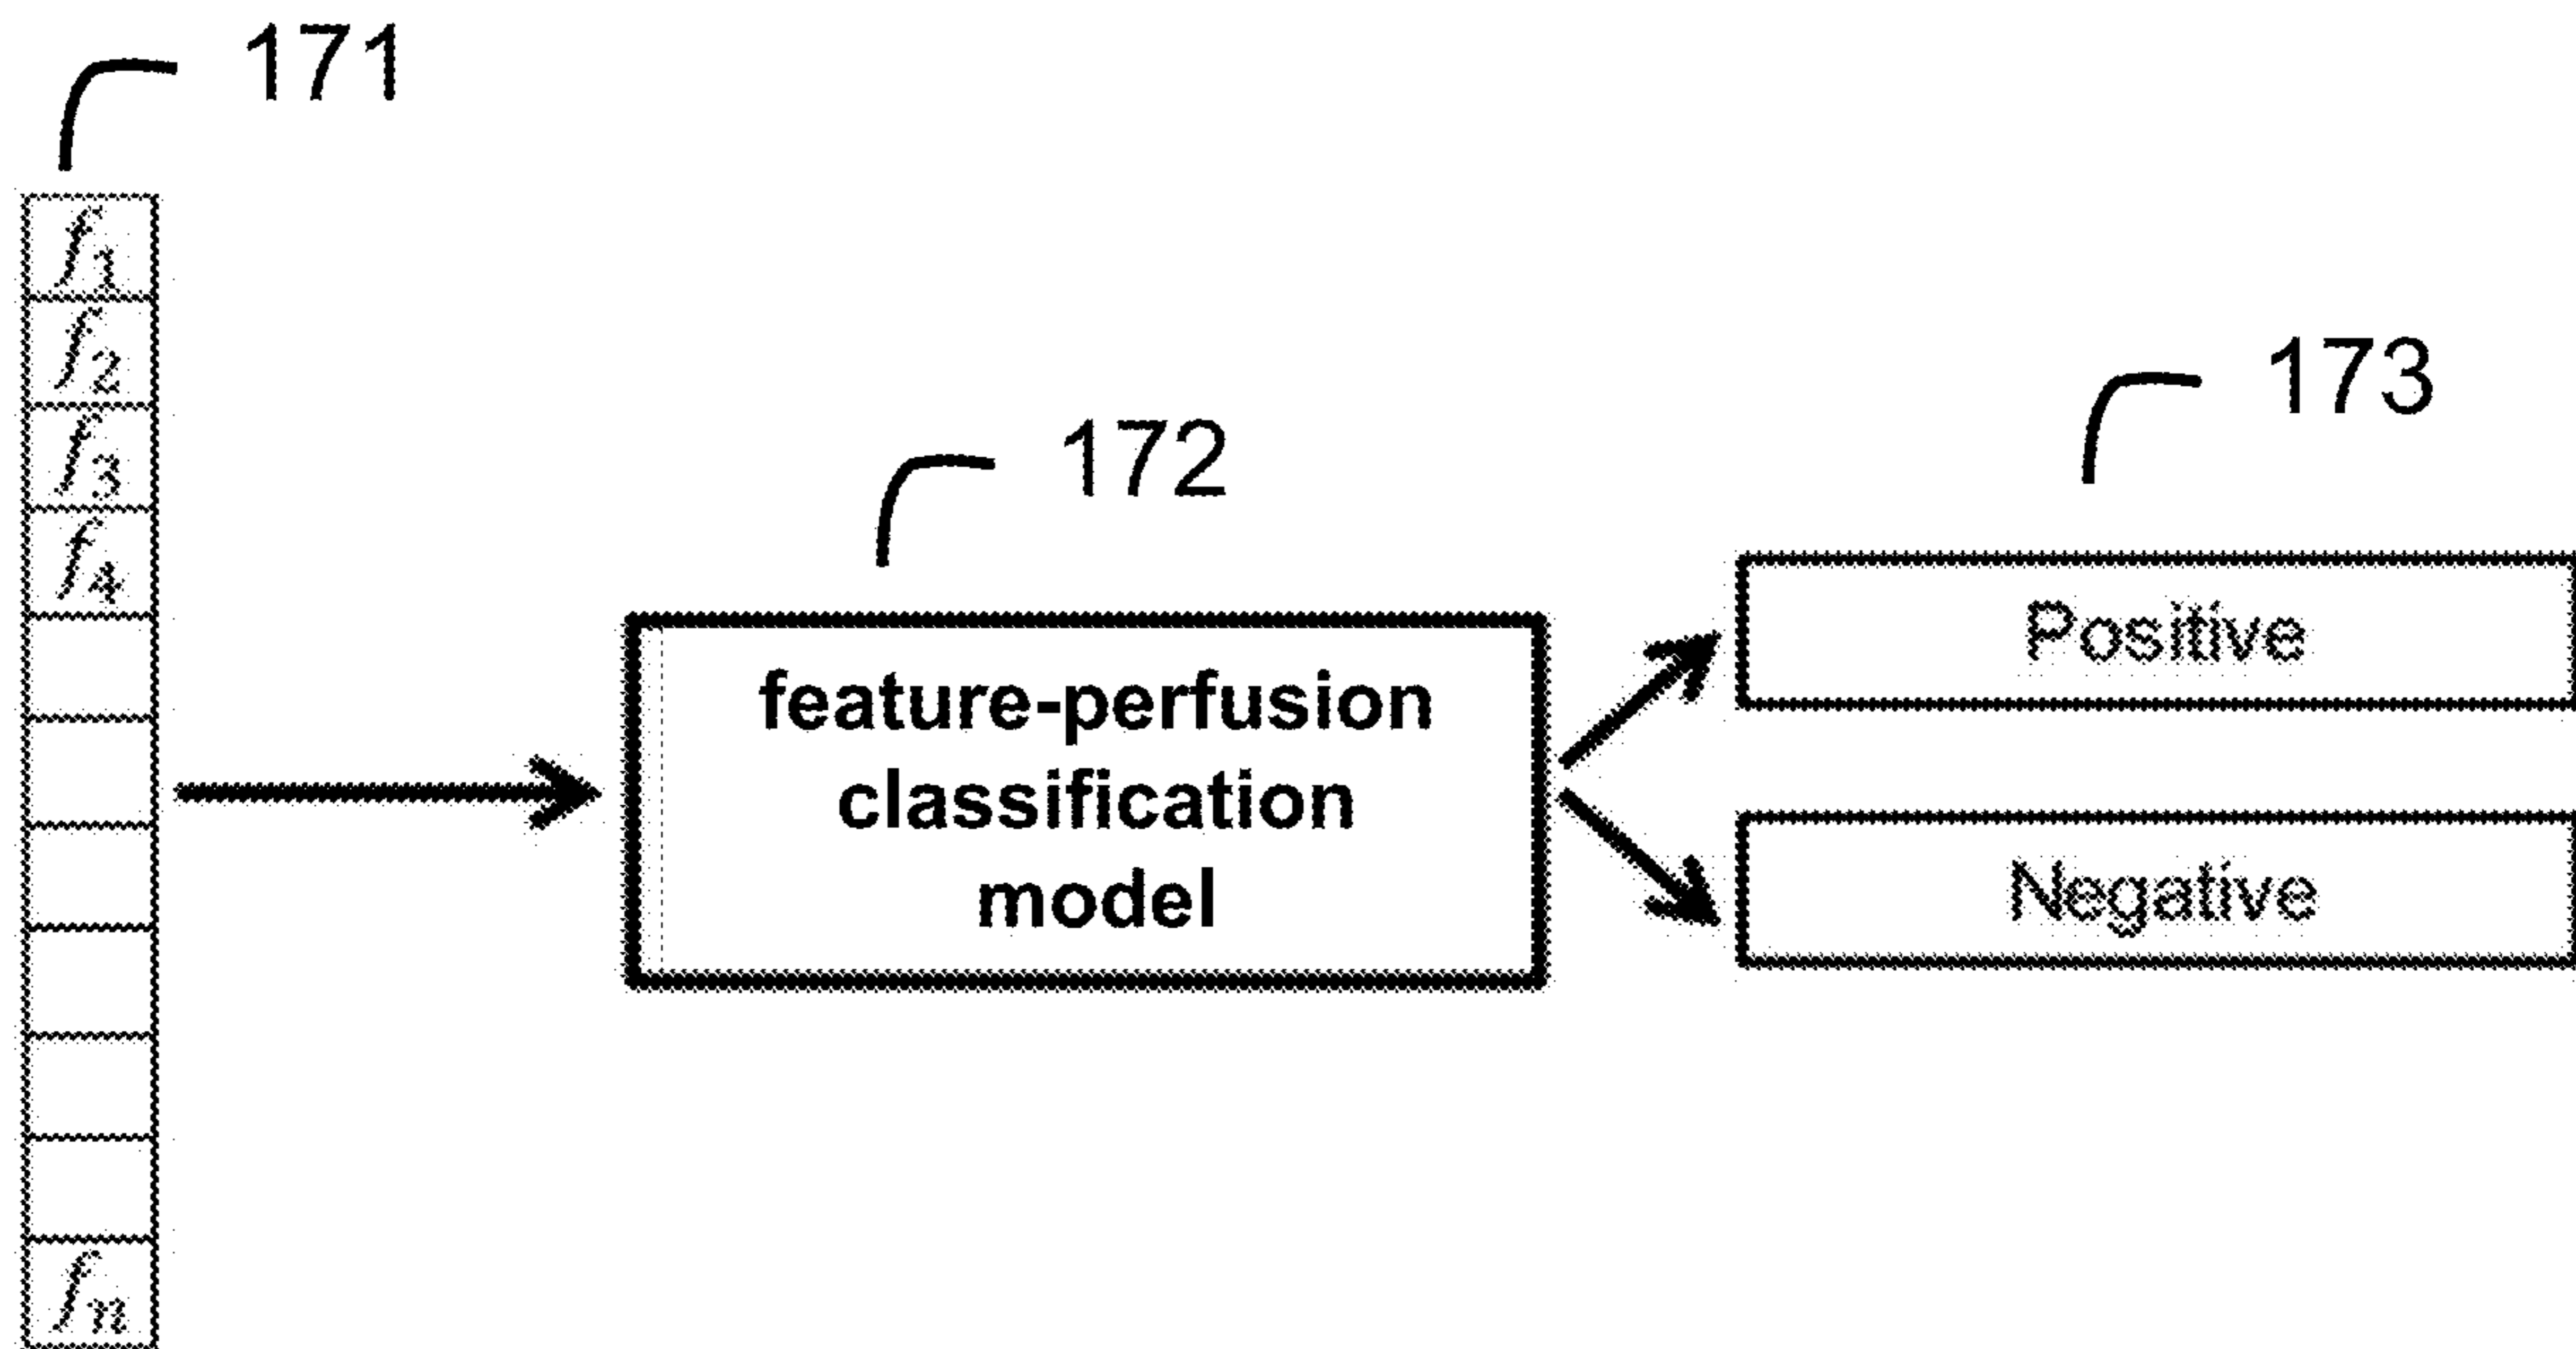 171
f1
f2
f3
f4
fn
172
feature-perfusion
classification
model
173
Positive
Negative